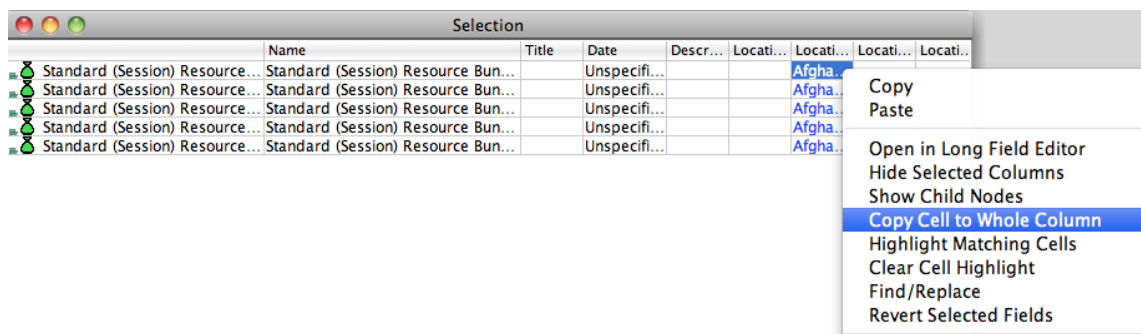 Selection
Name Title Date Descr... Locati... Locati... Locati... Locati..
Standard (Session) Resource... Standard (Session) Resource Bun... Unspecifi... Afgha...
Standard (Session) Resource... Standard (Session) Resource Bun... Unspecifi... Afgha..
Standard (Session) Resource... Standard (Session) Resource Bun... Unspecifi... Afgha..
Standard (Session) Resource... Standard (Session) Resource Bun... Unspecifi... Afgha..
Standard (Session) Resource... Standard (Session) Resource Bun... Unspecifi... Afgha..
Copy
Paste
Open in Long Field Editor
Hide Selected Columns
Show Child Nodes
Copy Cell to Whole Column
Highlight Matching Cells
Clear Cell Highlight
Find/Replace
Revert Selected Fields